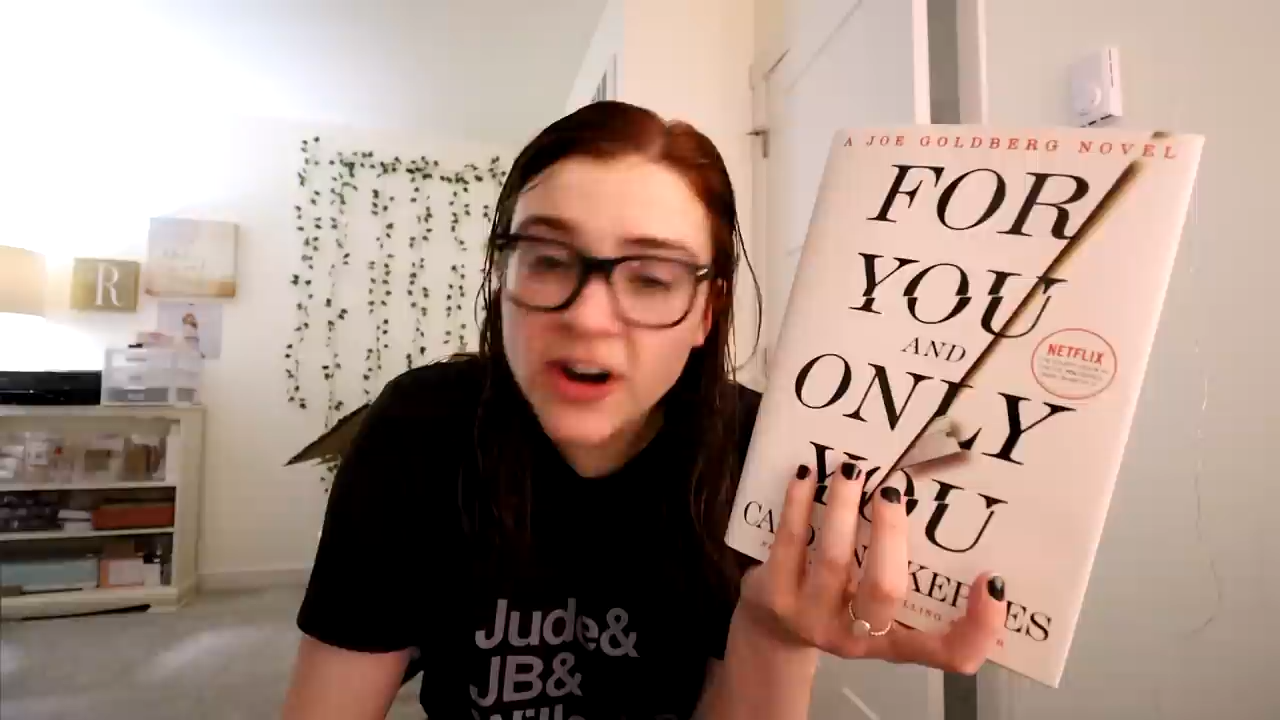 A JOE GOLDBERG NOVEL
FOR
YOU
AND
ONLY
YOU
NETFLIX
R
Jude&
JB&